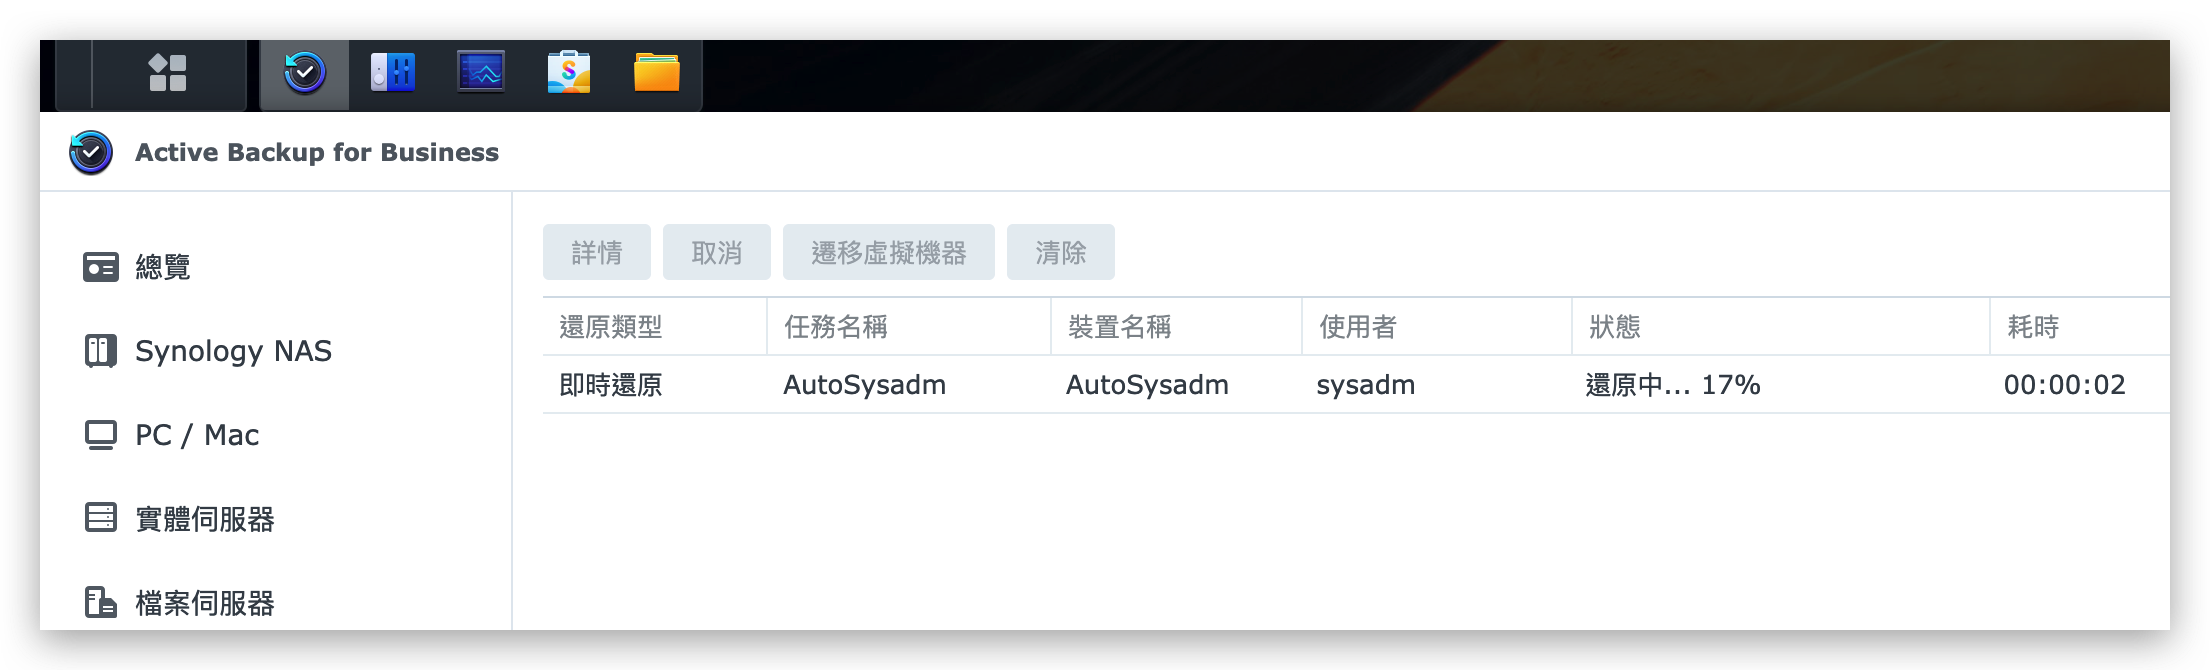 Active Backup for Business
總覽
Synology NAS
PC / Mac
實體伺服器
檔案伺服器
詳情 取消 遷移虛擬機器 清除
還原類型 任務名稱 裝置名稱 使用者 狀態 耗時
即時還原 AutoSysadm AutoSysadm sysadm 還原中... 17% 00:00:02